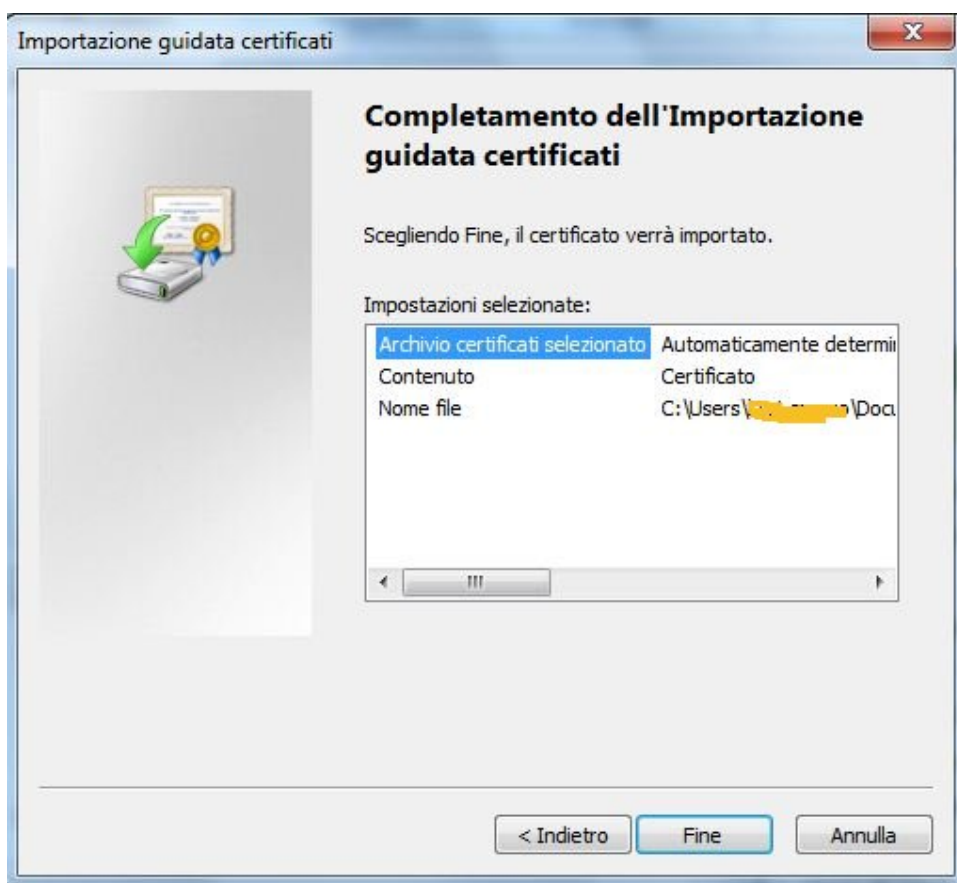 Importazione guidata certificati
Completamento dell'Importazione
guidata certificati
Scegliendo Fine, il certificato verrà importato.
Impostazioni selezionate:
Archivio certificati selezionato Automaticamente determi
Contenuto Certificato
Nome file C:\Users\ \Docu
< Indietro Fine Annulla